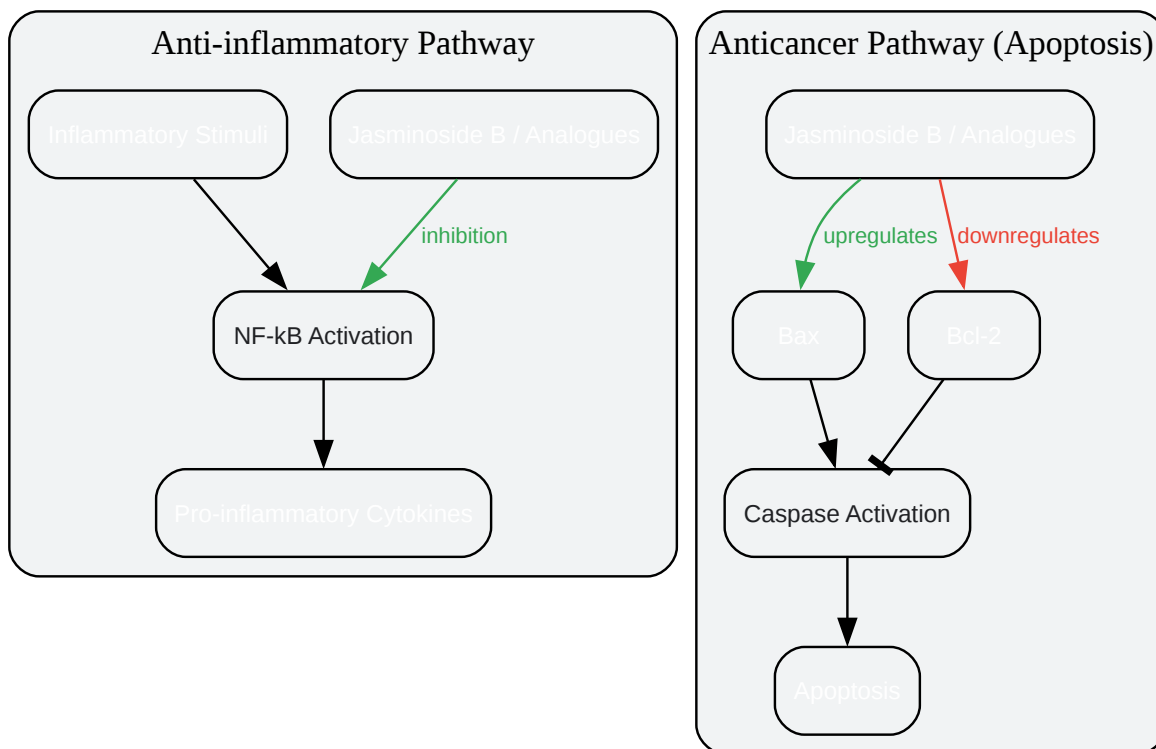 Anti-inflammatory Pathway
Inflammatory Stimuli
Jasminoside B / Analogues
inhibition
NF-kB Activation
Pro-inflammatory Cytokines
Anticancer Pathway (Apoptosis)
Jasminoside B / Analogues
upregulates
downregulates
Bax
Bcl-2
Caspase Activation
Apoptosis